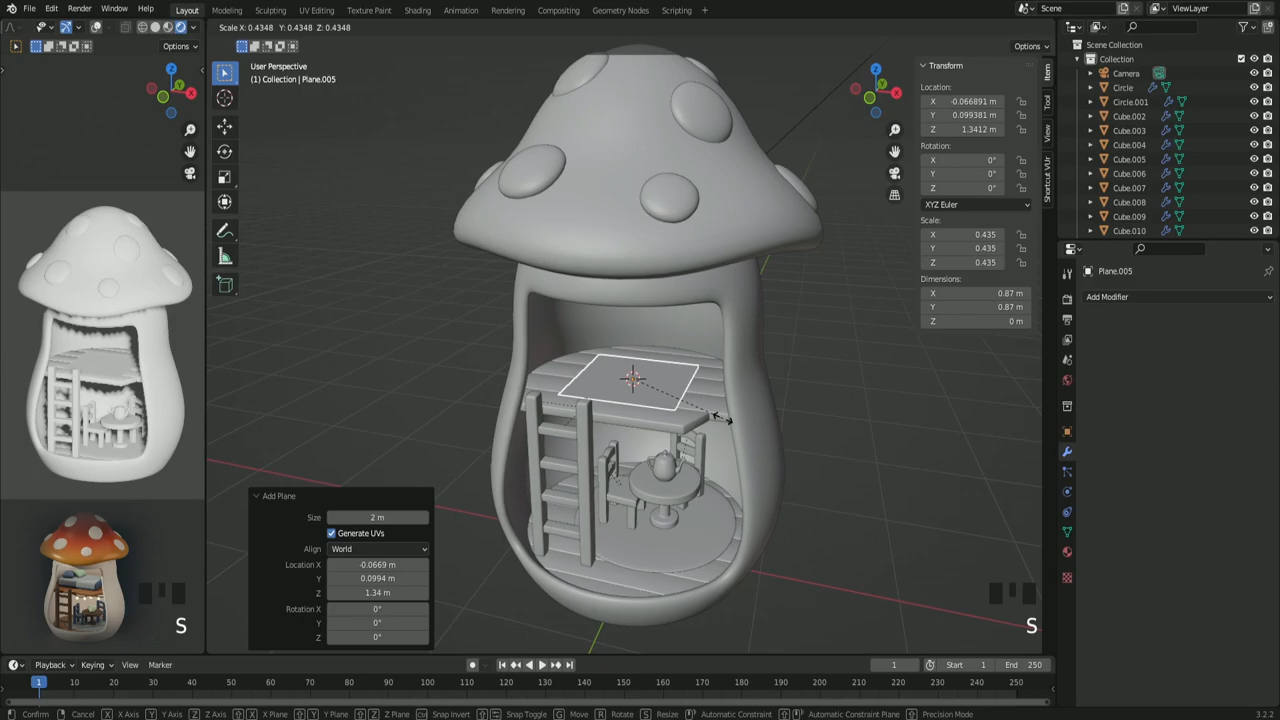 File Edit Render Window Help Layout Modeling Sculpting UV Editing Texture Paint Shading Animation Rendering Compositing Geometry Nodes Scripting + Scene ViewLayer
Scale X: 0.4348 Y: 0.4348 Z: 0.4348
Options
Options
User Perspective
(1) Collection | Plane.005
Z
X
Z
X
Transform
Location:
X -0.066891 m
Y 0.099381 m
Z 1.3412 m
Rotation:
X 0°
Y 0°
Z 0°
XYZ Euler
Scale:
X 0.435
Y 0.435
Z 0.435
Dimensions:
X 0.87 m
Y 0.87 m
Z 0 m
Item
Tool
View
Shortcut VUr
Scene Collection
Collection
Camera
Circle
Circle.001
Cube.002
Cube.003
Cube.004
Cube.005
Cube.006
Cube.007
Cube.008
Cube.009
Cube.010
Plane.005
Add Modifier
Add Plane
Size 2 m
Generate UVs
Align World
Location X -0.0669 m
Y 0.0994 m
Z 1.34 m
Rotation X 0°
Y 0°
Z 0°
S
S
Playback Keying View Marker 1 Start 1 End 250
1 10 20 30 40 50 60 70 80 90 100 110 120 130 140 150 160 170 180 190 200 210 220 230 240 250
Confirm Cancel X X Axis Y Y Axis Z Z Axis X X Plane Y Y Plane Z Z Plane Snap Invert Snap Toggle G Move R Rotate S Resize Automatic Constraint Automatic Constraint Plane Precision Mode 3.2.2